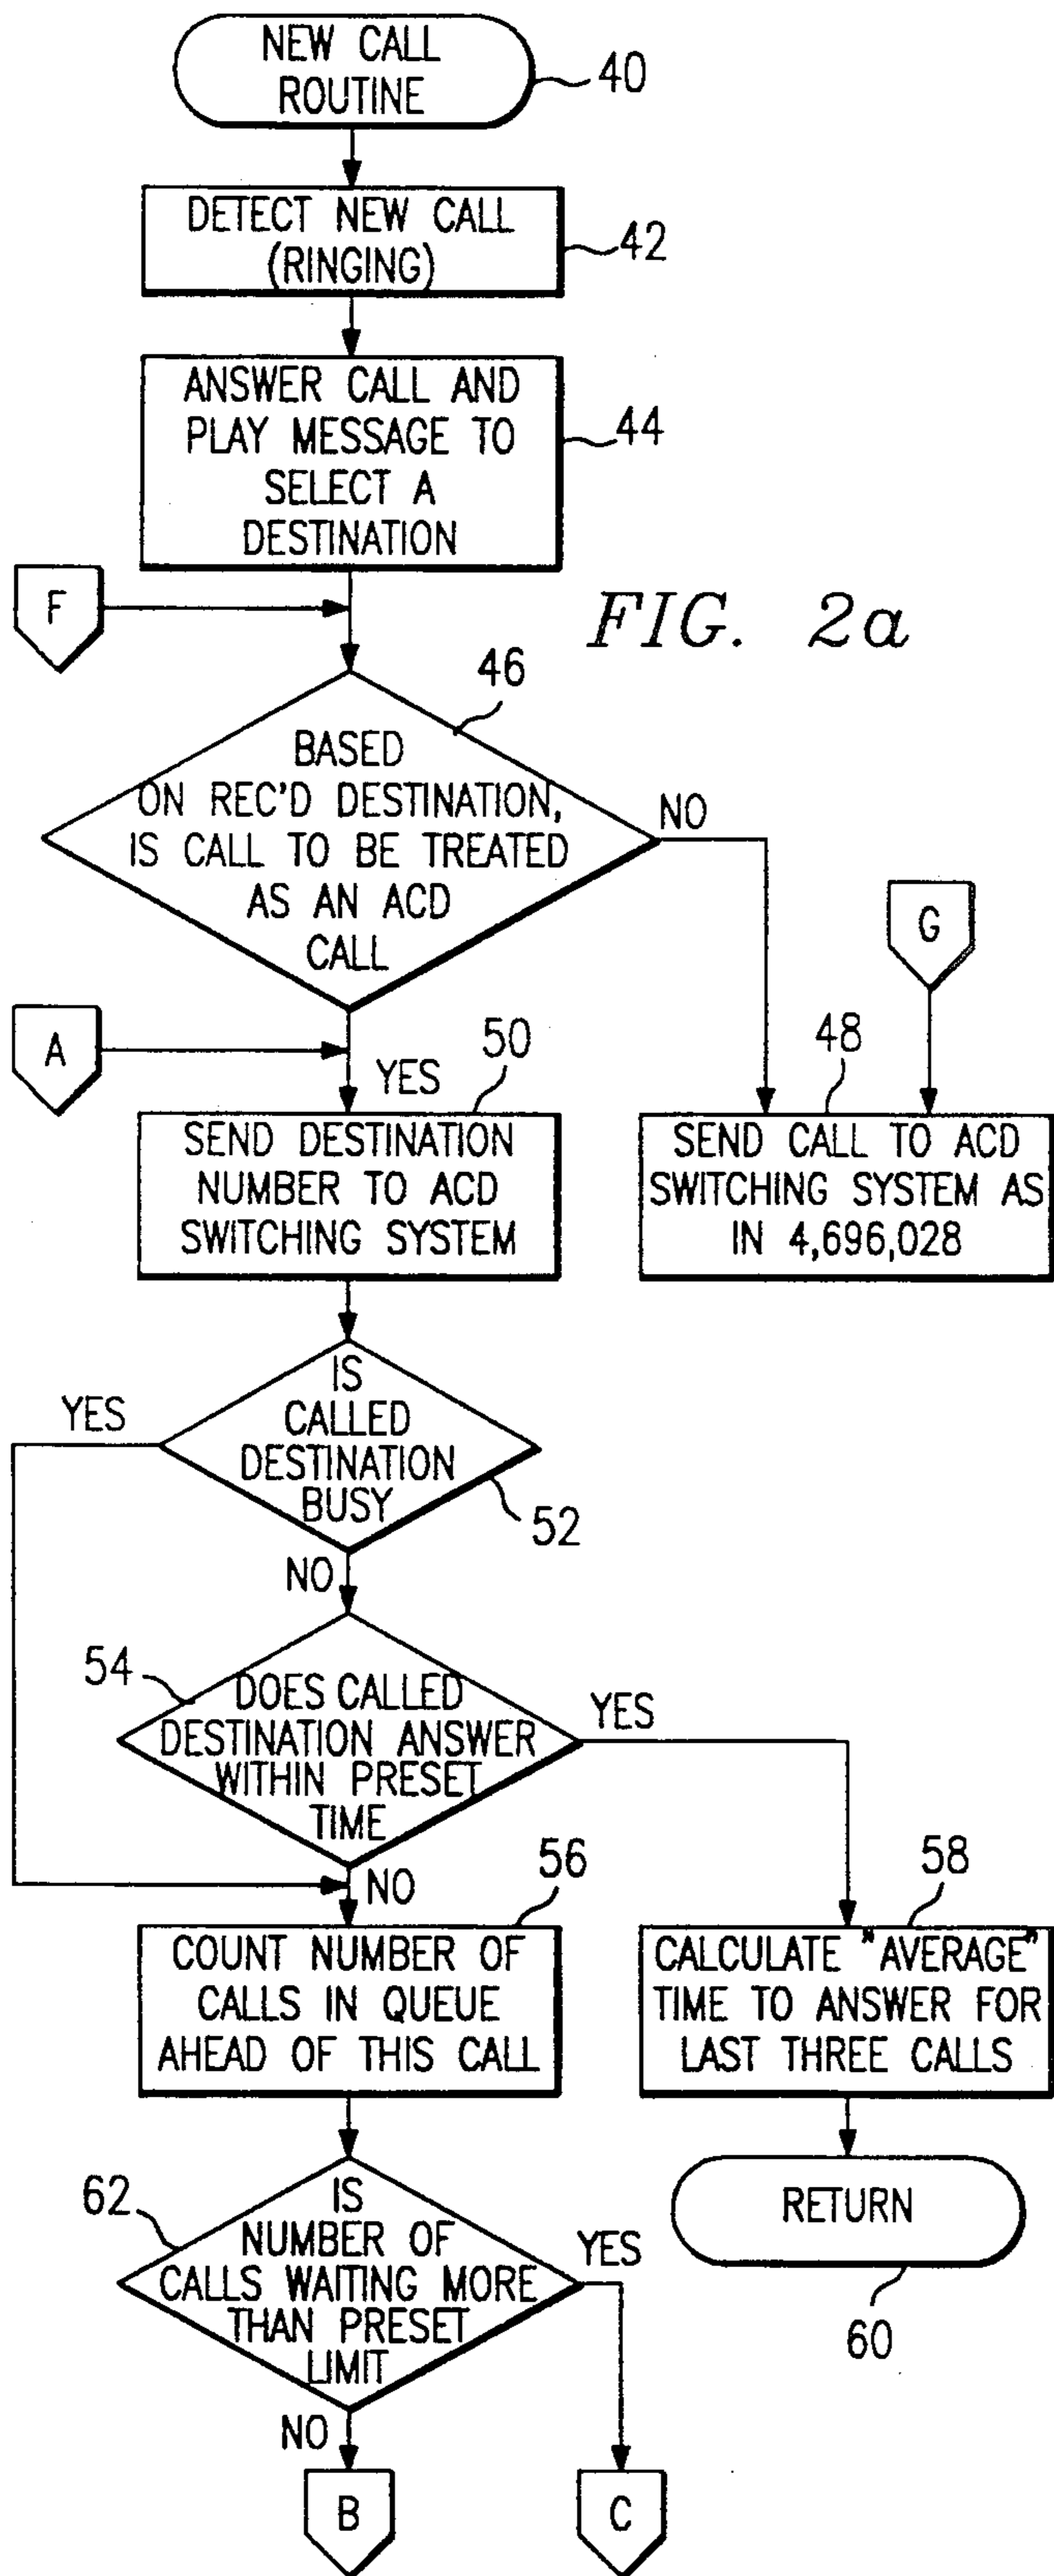 NEW CALL
ROUTINE
40
DETECT NEW CALL
(RINGING)
42
ANSWER CALL AND
PLAY MESSAGE TO
SELECT A
DESTINATION
44
F
FIG. 2a
46
BASED
ON REC'D DESTINATION,
IS CALL TO BE TREATED
AS AN ACD
CALL
NO
G
A
YES
50
48
SEND DESTINATION
NUMBER TO ACD
SWITCHING SYSTEM
SEND CALL TO ACD
SWITCHING SYSTEM AS
IN 4,696,028
IS
CALLED
DESTINATION
BUSY
YES
52
NO
54
DOES CALLED
DESTINATION ANSWER
WITHIN PRESET
TIME
YES
NO
56
58
COUNT NUMBER OF
CALLS IN QUEUE
AHEAD OF THIS CALL
CALCULATE "AVERAGE"
TIME TO ANSWER FOR
LAST THREE CALLS
62
IS
NUMBER OF
CALLS WAITING MORE
THAN PRESET
LIMIT
YES
RETURN
60
NO
B
C